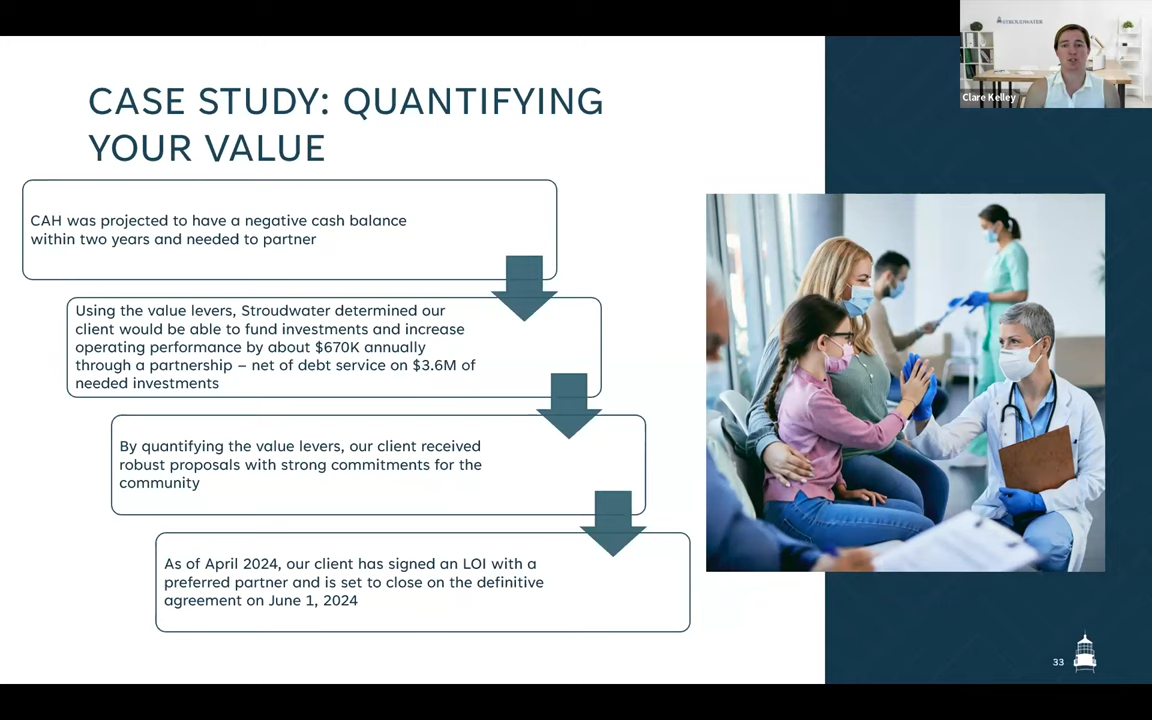 STROUDWATER
Clare Kelley
CASE STUDY: QUANTIFYING
YOUR VALUE
CAH was projected to have a negative cash balance
within two years and needed to partner
Using the value levers, Stroudwater determined our
client would be able to fund investments and increase
operating performance by about $670K annually
through a partnership – net of debt service on $3.6M of
needed investments
By quantifying the value levers, our client received
robust proposals with strong commitments for the
community
As of April 2024, our client has signed an LOI with a
preferred partner and is set to close on the definitive
agreement on June 1, 2024
33